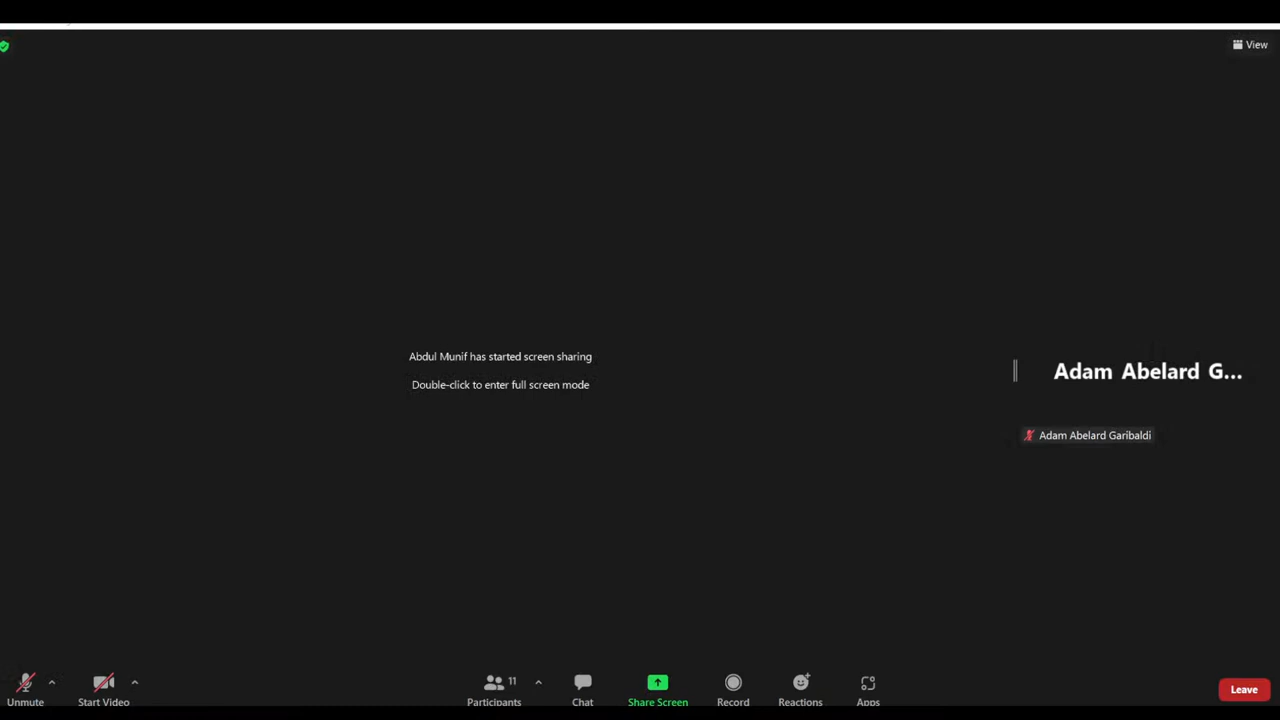 View
Abdul Munif has started screen sharing
Double-click to enter full screen mode
Adam Abelard G...
Adam Abelard Garibaldi
Unmute
Start Video
11
Participants
Chat
Share Screen
Record
Reactions
Apps
Leave